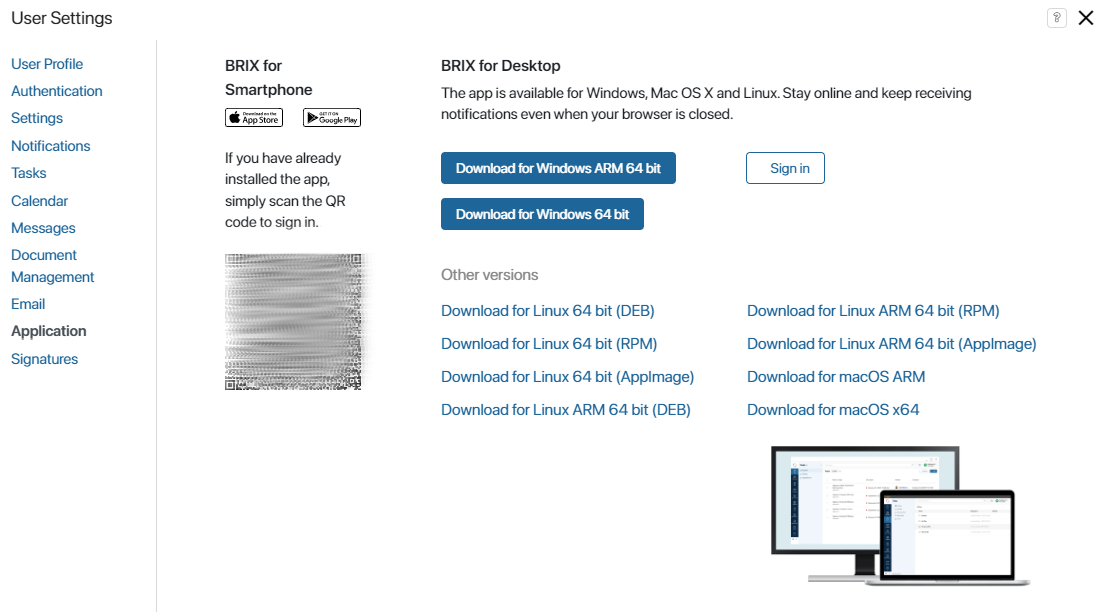 User Settings
?
User Profile
Authentication
Settings
Notifications
Tasks
Calendar
Messages
Document
Management
Email
Application
Signatures
BRIX for
Smartphone
Download on the
App Store
GET IT ON
Google Play
If you have already
installed the app,
simply scan the QR
code to sign in.
BRIX for Desktop
The app is available for Windows, Mac OS X and Linux. Stay online and keep receiving
notifications even when your browser is closed.
Download for Windows ARM 64 bit
Sign in
Download for Windows 64 bit
Other versions
Download for Linux 64 bit (DEB)
Download for Linux 64 bit (RPM)
Download for Linux 64 bit (AppImage)
Download for Linux ARM 64 bit (DEB)
Download for Linux ARM 64 bit (RPM)
Download for Linux ARM 64 bit (AppImage)
Download for macOS ARM
Download for macOS x64